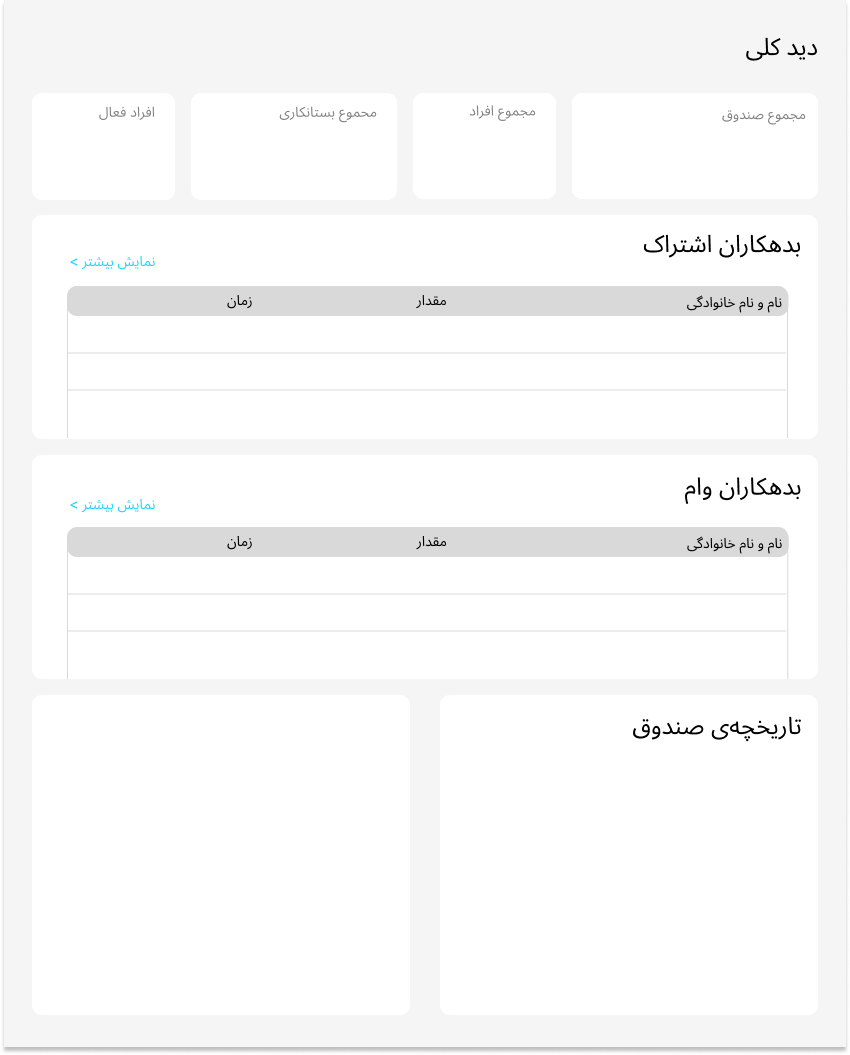 دید کلی
مجموع صندوق
مجموع افراد
محموع بستانکاری
افراد فعال
بدهکاران اشتراک
نمایش بیشتر >
نام و نام خانوادگی
مقدار
زمان
بدهکاران وام
نمایش بیشتر >
نام و نام خانوادگی
مقدار
زمان
تاریخچه‌ی صندوق